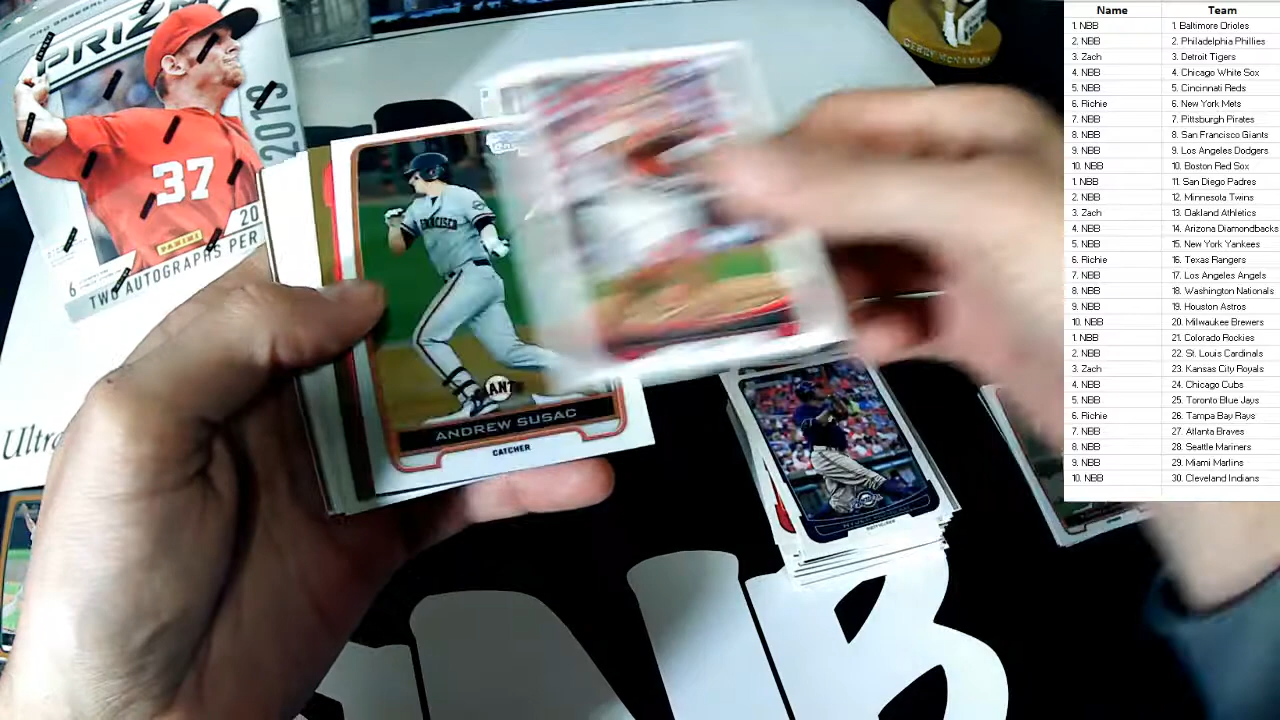 PRO BASEBALL
PRIZM
2013
37
PANINI
20
6
TWO AUTOGRAPHS PER
Ultra
FRANCISCO
GIANTS
ANDREW SUSAC
CATCHER
Name Team
1. NBB 1. Baltimore Orioles
2. NBB 2. Philadelphia Phillies
3. Zach 3. Detroit Tigers
4. NBB 4. Chicago White Sox
5. NBB 5. Cincinnati Reds
6. Richie 6. New York Mets
7. NBB 7. Pittsburgh Pirates
8. NBB 8. San Francisco Giants
9. NBB 9. Los Angeles Dodgers
10. NBB 10. Boston Red Sox
1. NBB 11. San Diego Padres
2. NBB 12. Minnesota Twins
3. Zach 13. Oakland Athletics
4. NBB 14. Arizona Diamondbacks
5. NBB 15. New York Yankees
6. Richie 16. Texas Rangers
7. NBB 17. Los Angeles Angels
8. NBB 18. Washington Nationals
9. NBB 19. Houston Astros
10. NBB 20. Milwaukee Brewers
1. NBB 21. Colorado Rockies
2. NBB 22. St. Louis Cardinals
3. Zach 23. Kansas City Royals
4. NBB 24. Chicago Cubs
5. NBB 25. Toronto Blue Jays
6. Richie 26. Tampa Bay Rays
7. NBB 27. Atlanta Braves
8. NBB 28. Seattle Mariners
9. NBB 29. Miami Marlins
10. NBB 30. Cleveland Indians